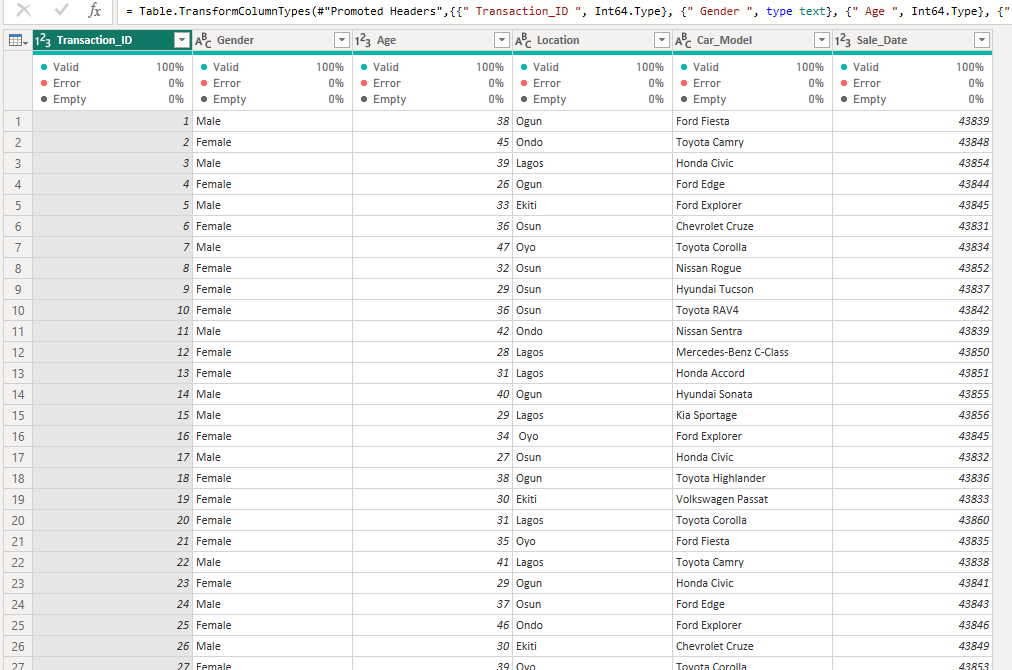 fx = Table.TransformColumnTypes(#"Promoted Headers",{{" Transaction_ID ", Int64.Type}, {" Gender ", type text}, {" Age ", Int64.Type}, {"
1²3 Transaction_ID ABC Gender 1²3 Age ABC Location ABC Car_Model 1²3 Sale_Date
Valid 100% Valid 100% Valid 100% Valid 100% Valid 100% Valid 100%
Error 0% Error 0% Error 0% Error 0% Error 0% Error 0%
Empty 0% Empty 0% Empty 0% Empty 0% Empty 0% Empty 0%
1 1 Male 38 Ogun Ford Fiesta 43839
2 2 Female 45 Ondo Toyota Camry 43848
3 3 Male 39 Lagos Honda Civic 43854
4 4 Female 26 Ogun Ford Edge 43844
5 5 Male 33 Ekiti Ford Explorer 43845
6 6 Female 36 Osun Chevrolet Cruze 43831
7 7 Male 47 Oyo Toyota Corolla 43834
8 8 Female 32 Osun Nissan Rogue 43852
9 9 Female 29 Osun Hyundai Tucson 43837
10 10 Female 36 Osun Toyota RAV4 43842
11 11 Male 42 Ondo Nissan Sentra 43839
12 12 Female 28 Lagos Mercedes-Benz C-Class 43850
13 13 Female 31 Lagos Honda Accord 43851
14 14 Male 40 Ogun Hyundai Sonata 43855
15 15 Male 29 Lagos Kia Sportage 43856
16 16 Female 34 Oyo Ford Explorer 43845
17 17 Male 27 Osun Honda Civic 43832
18 18 Female 38 Ogun Toyota Highlander 43836
19 19 Female 30 Ekiti Volkswagen Passat 43833
20 20 Female 31 Lagos Toyota Corolla 43860
21 21 Female 35 Oyo Ford Fiesta 43835
22 22 Male 41 Lagos Toyota Camry 43838
23 23 Female 29 Ogun Honda Civic 43841
24 24 Male 37 Osun Ford Edge 43843
25 25 Female 46 Ondo Ford Explorer 43846
26 26 Male 30 Ekiti Chevrolet Cruze 43849
27 27 Female 39 Oyo Toyota Corolla 43853